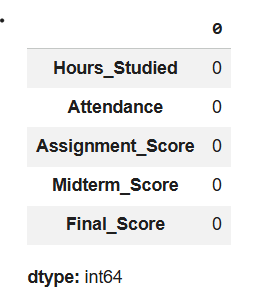 0
Hours_Studied 0
Attendance 0
Assignment_Score 0
Midterm_Score 0
Final_Score 0
dtype: int64